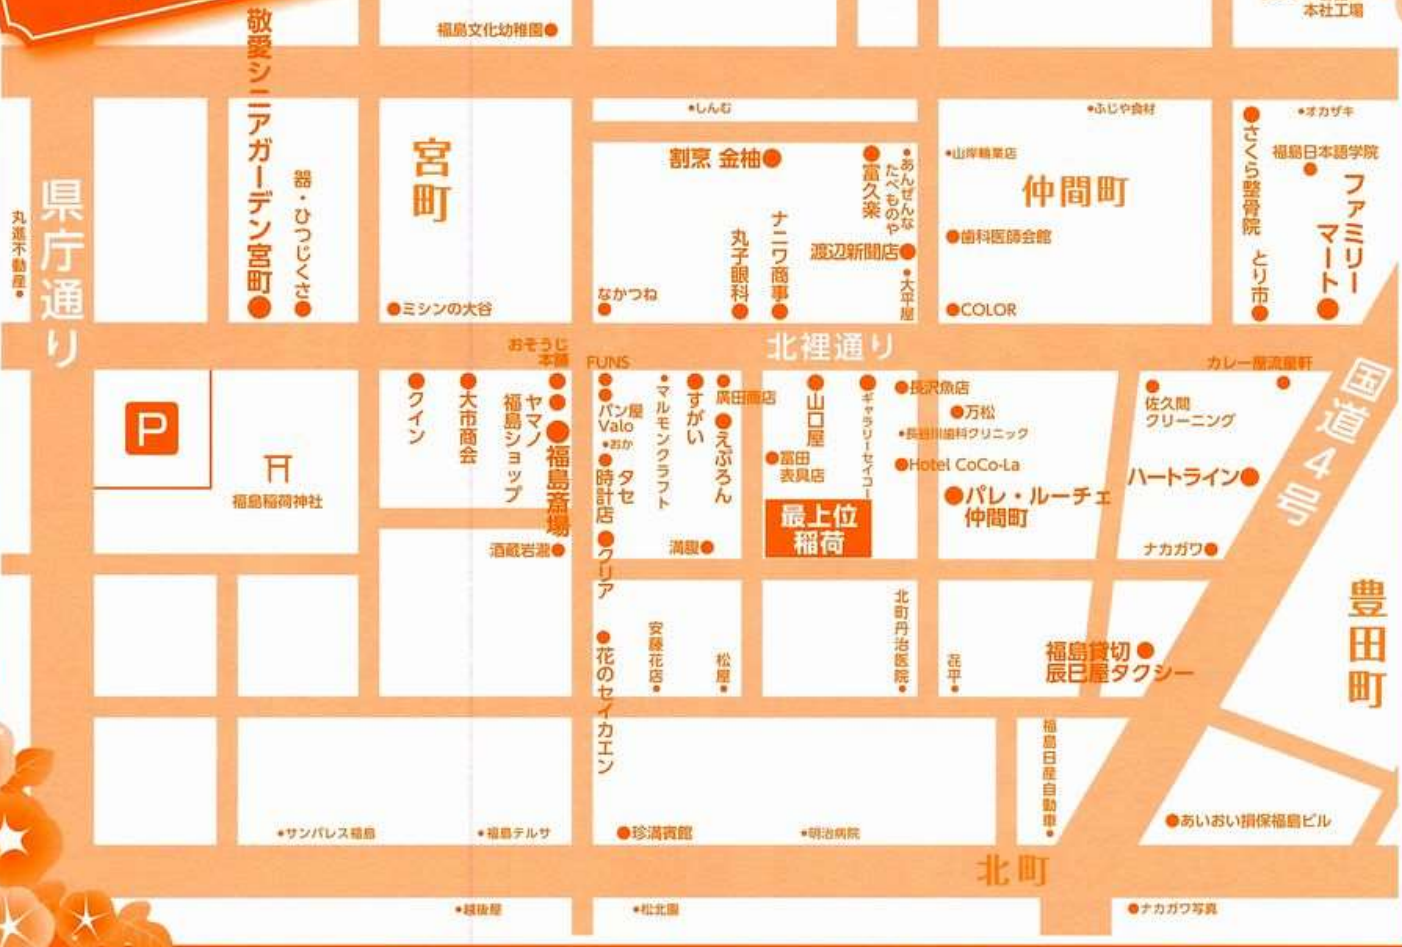 本社工場
福島文化幼稚園
敬愛シニアガーデン宮町
しんむ
ふじや食材
オカザキ
宮町
割烹 金柚
富久楽
あんぜんな
たべものや
山岸輪業店
仲間町
さくら整骨院
福島日本語学院
ファミリー
マート
県庁通り
丸進不動産
器・ひつじくさ
丸子眼科
ナニワ商事
渡辺新聞店
大平屋
歯科医師会館
とり市
なかつね
ミシンの大谷
COLOR
北裡通り
おそうじ
本舗
FUNS
カレー屋流星軒
国道4号
P
福島稲荷神社
クイン
大市商会
ヤマノ
福島ショップ
福島斎場
パン屋
Valo
おか
タセ
時計店
クリア
マルモンクラフト
すがい
廣田商店
えぷろん
山口屋
ギャラリーセイコー
冨田
表具店
長沢魚店
万松
長谷川歯科クリニック
Hotel CoCo-La
パレ・ルーチェ
仲間町
佐久間
クリーニング
ハートライン
最上位
稲荷
酒蔵岩瀧
満腹
ナカガワ
豊田町
花のセイカエン
安藤花店
松屋
北町丹治医院
福島貸切
辰巳屋タクシー
福島日産自動車
サンパレス福島
福島テルサ
珍満賓館
明治病院
あいおい損保福島ビル
北町
越後屋
松北園
ナカガワ写真